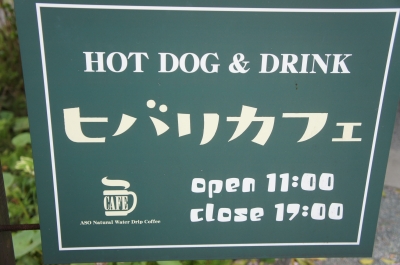 HOT DOG & DRINK
ヒバリカフェ
CAFE
ASO Natural Water Drip Coffee
open 11:00
close 19:00